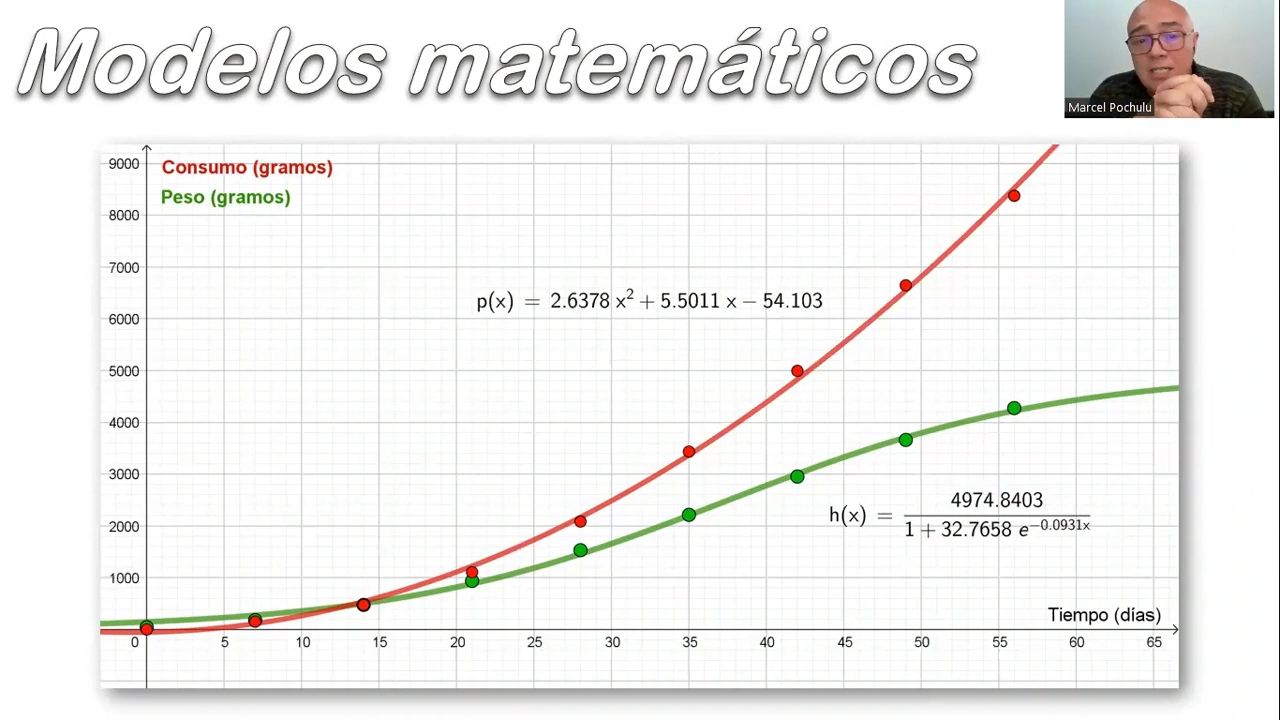 Modelos matemáticos
Marcel Pochulu
Consumo (gramos)
Peso (gramos)
9000
8000
7000
6000
5000
4000
3000
2000
1000
p(x) = 2.6378 x² + 5.5011 x − 54.103
h(x) = 4974.8403 / 1 + 32.7658 e^−0.0931x
Tiempo (días)
0 5 10 15 20 25 30 35 40 45 50 55 60 65